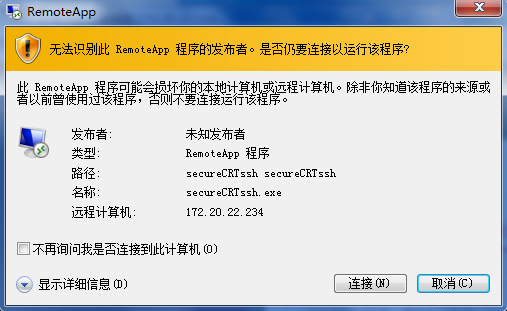 RemoteApp
无法识别此 RemoteApp 程序的发布者。是否仍要连接以运行该程序?
此 RemoteApp 程序可能会损坏你的本地计算机或远程计算机。除非你知道该程序的来源或
者以前曾使用过该程序，否则不要连接运行该程序。
发布者: 未知发布者
类型: RemoteApp 程序
路径: secureCRTssh secureCRTssh
名称: secureCRTssh.exe
远程计算机: 172.20.22.234
不再询问我是否连接到此计算机(O)
显示详细信息(D) 连接(N) 取消(C)